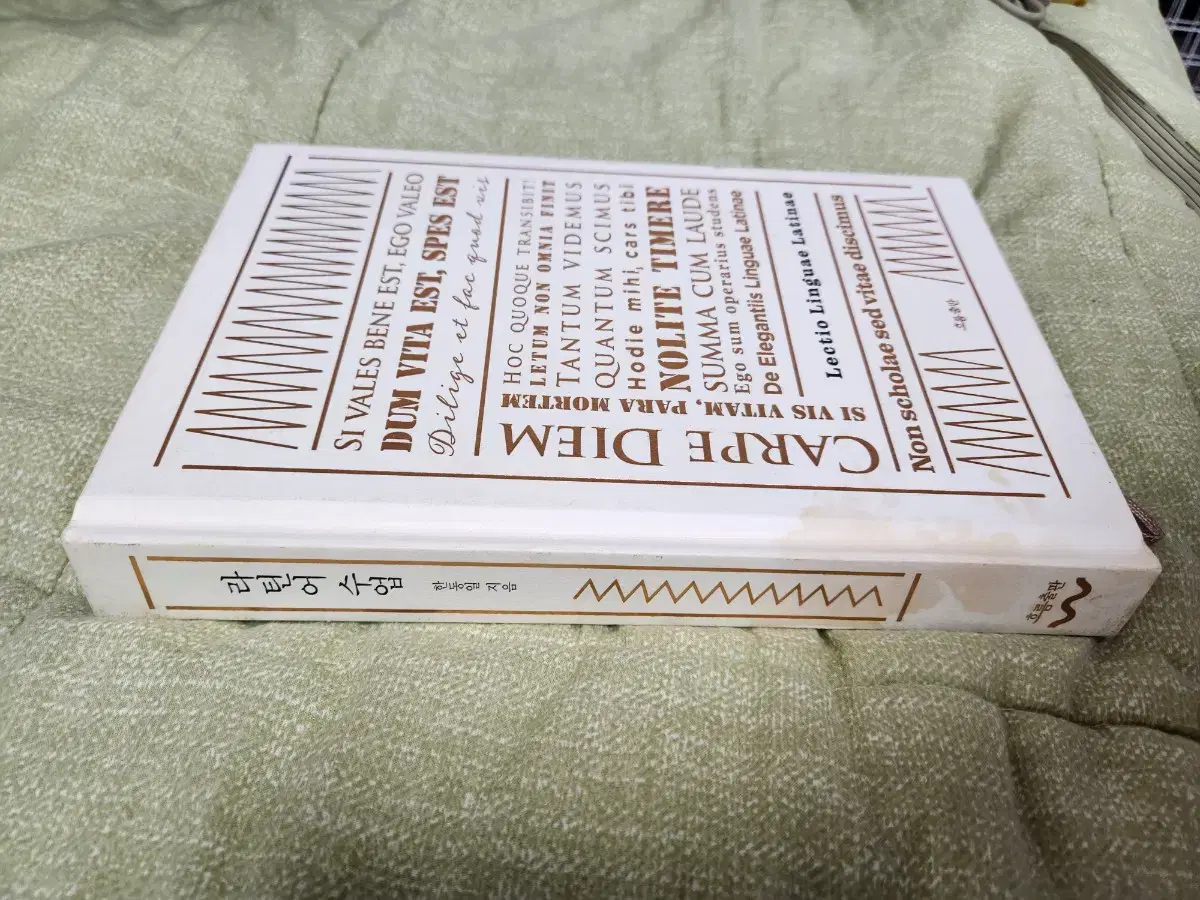 SI VALES BENE EST, EGO VALEO
DUM VITA EST, SPES EST
Dilige et fac quod vis
HOC QUOQUE TRANSIBIT!
LETUM NON OMNIA FINIT
TANTUM VIDEMUS
QUANTUM SCIMUS
Hodie mihi, cars tibi
NOLITE TIMERE
SUMMA CUM LAUDE
Ego sum operarius studens
De Elegantiis Linguae Latinae
SI VIS VITAM, PARA MORTEM
CARPE DIEM
Lectio Linguae Latinae
Non scholae sed vitae discimus
라틴어 수업
한동일 지음
흐름출판